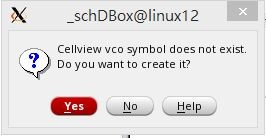 _schDBox@linux12
Cellview vco symbol does not exist.
Do you want to create it?
Yes No Help